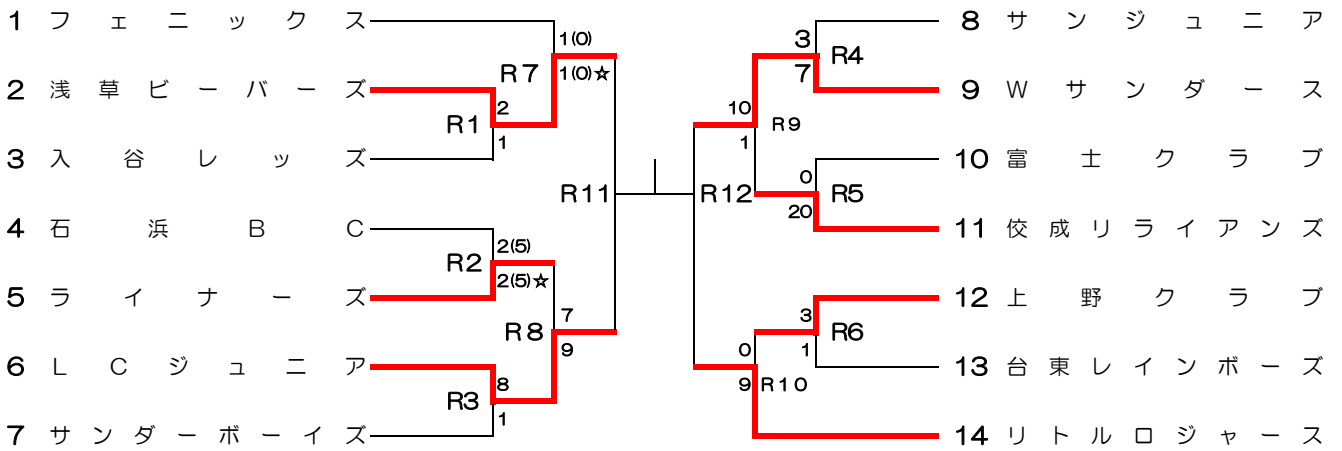 1 フェニックス
1(0)
R7
1(0)☆
2 浅草ビーバーズ
2
R1
1
3 入谷レッズ
R11
4 石浜BC
2(5)
R2
2(5)☆
5 ライナーズ
7
R8
9
6 LCジュニア
8
R3
1
7 サンダーボーイズ
8 サンジュニア
3
R4
7
9 Wサンダース
10
R9
1
10 富士クラブ
0
R12
R5
20
11 佼成リライアンズ
12 上野クラブ
3
R6
1
0
13 台東レインボーズ
9
R10
14 リトルロジャース